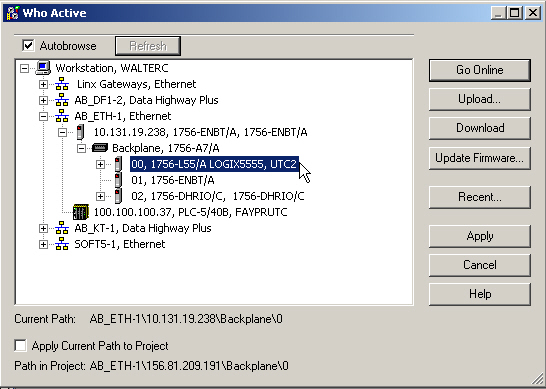 Who Active
Autobrowse
Refresh
Workstation, WALTERC
Linx Gateways, Ethernet
AB_DF1-2, Data Highway Plus
AB_ETH-1, Ethernet
10.131.19.238, 1756-ENBT/A, 1756-ENBT/A
Backplane, 1756-A7/A
00, 1756-L55/A LOGIX5555, UTC2
01, 1756-ENBT/A
02, 1756-DHRIO/C, 1756-DHRIO/C
100.100.100.37, PLC-5/40B, FAYPRUTC
AB_KT-1, Data Highway Plus
SOFT5-1, Ethernet
Go Online
Upload...
Download
Update Firmware...
Recent...
Apply
Cancel
Help
Current Path: AB_ETH-1\10.131.19.238\Backplane\0
Apply Current Path to Project
Path in Project: AB_ETH-1\156.81.209.191\Backplane\0